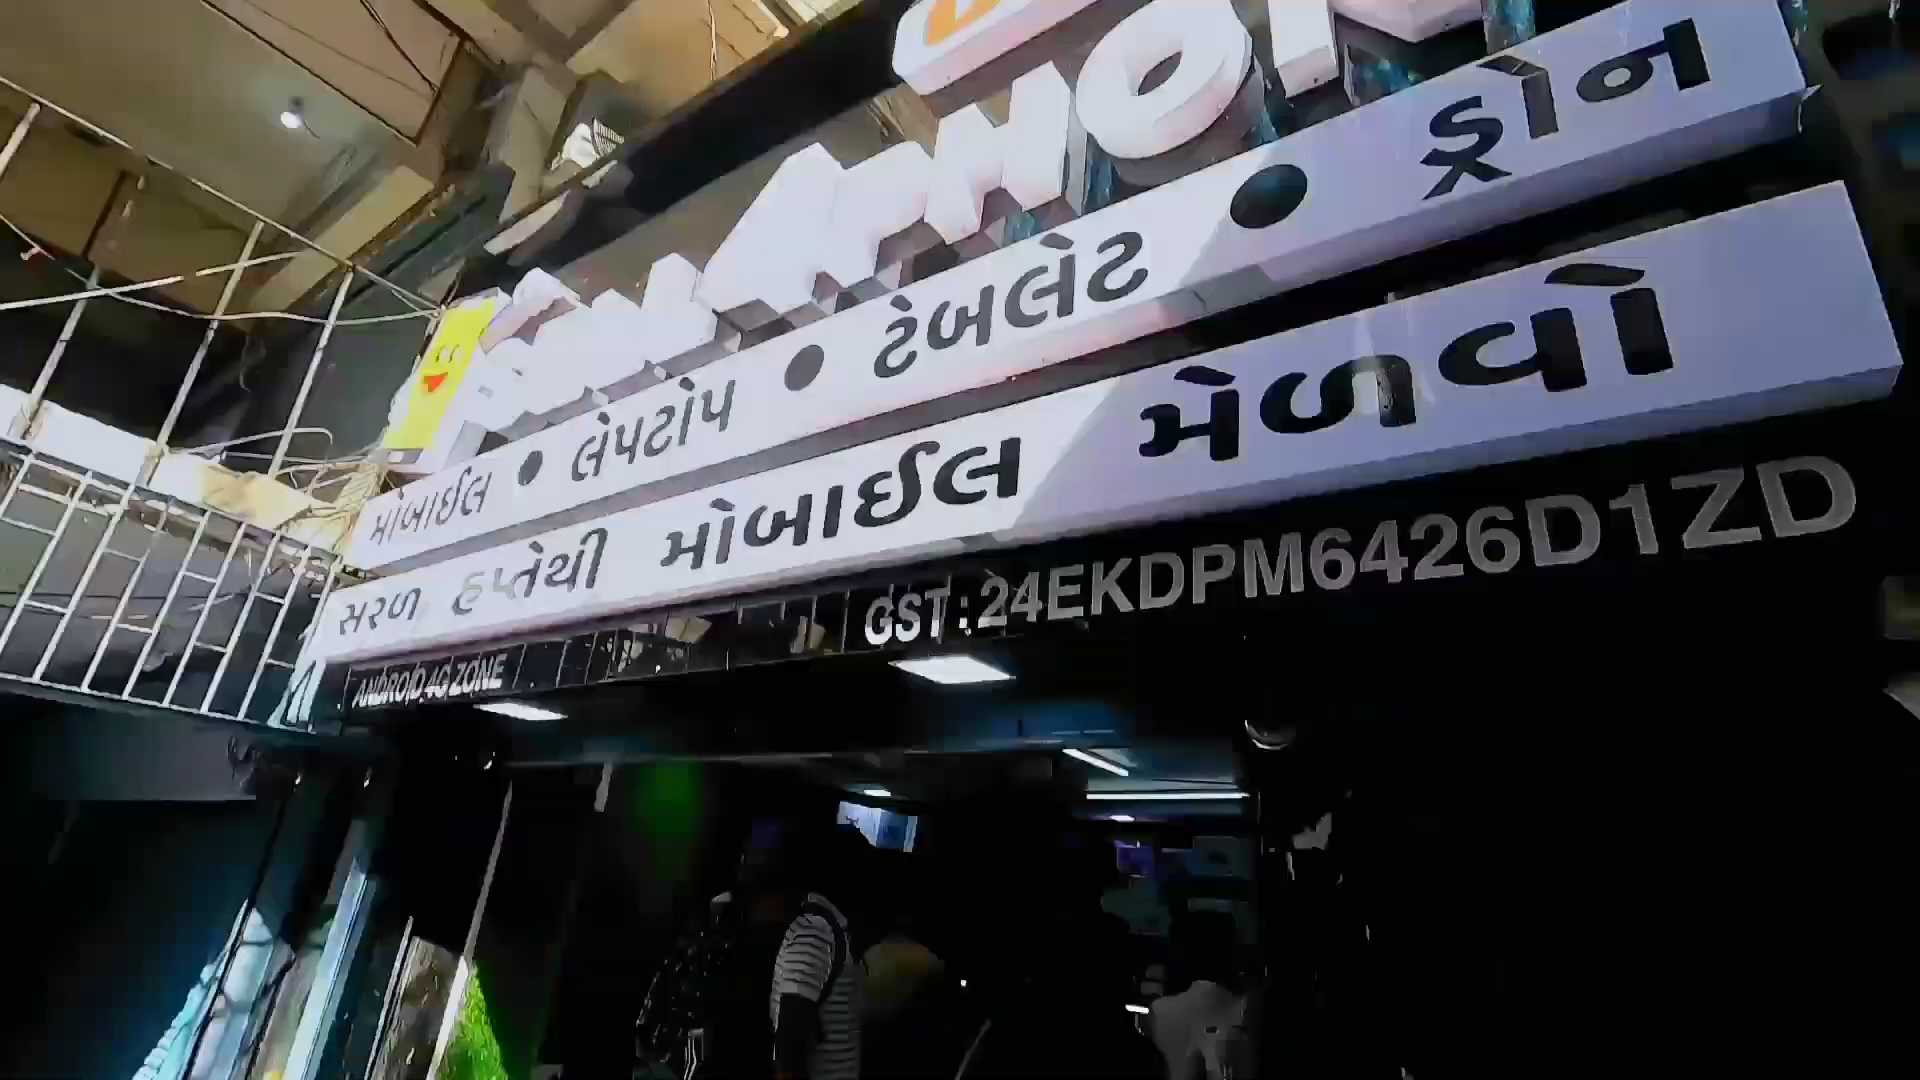 મોબાઈલ • લેપટોપ • ટેબલેટ • ડ્રોન
સરળ હપ્તેથી મોબાઈલ મેળવો
GST : 24EKDPM6426D1ZD
ANDROID 4G ZONE